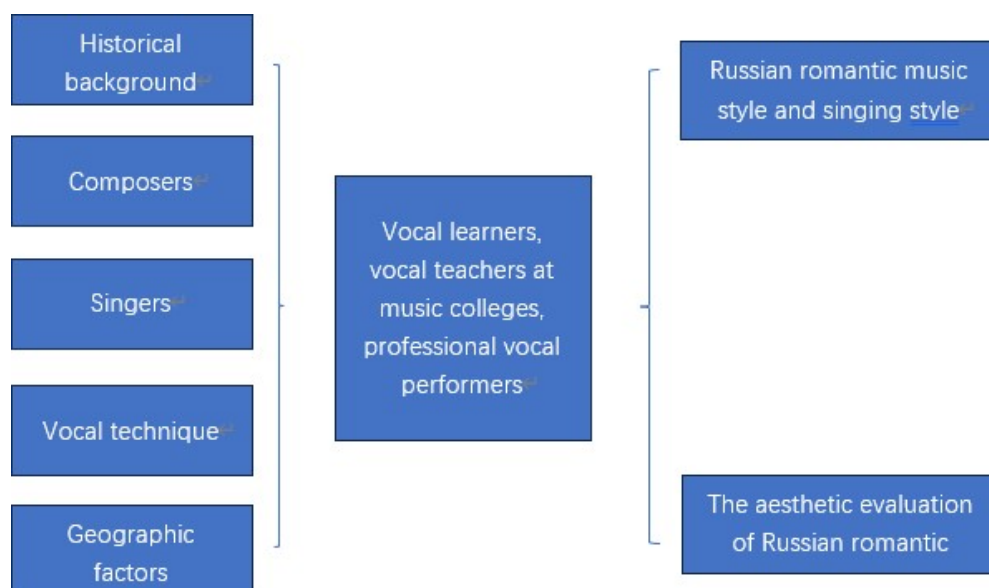 Historical
background
Composers
Singers
Vocal technique
Geographic
factors
Vocal learners,
vocal teachers at
music colleges,
professional vocal
performers
Russian romantic music
style and singing style
The aesthetic evaluation
of Russian romantic